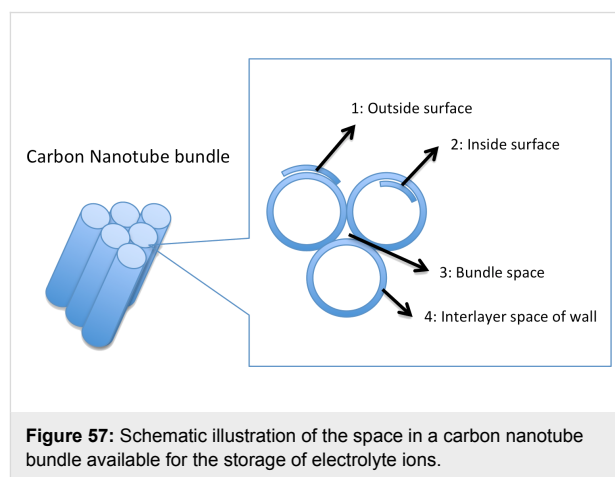 1: Outside surface
2: Inside surface
Carbon Nanotube bundle
3: Bundle space
4: Interlayer space of wall
Figure 57: Schematic illustration of the space in a carbon nanotube
bundle available for the storage of electrolyte ions.